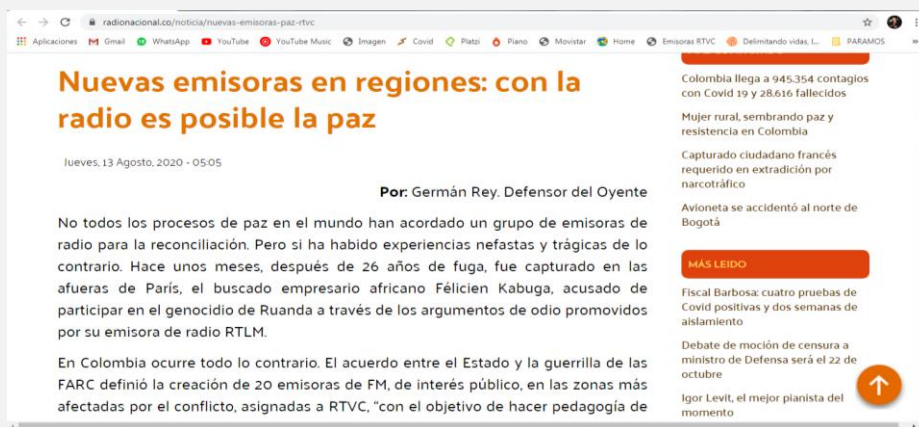 radionacional.co/noticia/nuevas-emisoras-paz-rtvc
Aplicaciones Gmail WhatsApp YouTube YouTube Music Imagen Covid Platzi Piano Movistar Home Emisoras RTVC Delimitando vidas, L... PARAMOS »
Nuevas emisoras en regiones: con la
radio es posible la paz
Jueves, 13 Agosto, 2020 - 05:05
Por: Germán Rey. Defensor del Oyente
No todos los procesos de paz en el mundo han acordado un grupo de emisoras de
radio para la reconciliación. Pero si ha habido experiencias nefastas y trágicas de lo
contrario. Hace unos meses, después de 26 años de fuga, fue capturado en las
afueras de París, el buscado empresario africano Félicien Kabuga, acusado de
participar en el genocidio de Ruanda a través de los argumentos de odio promovidos
por su emisora de radio RTLM.
En Colombia ocurre todo lo contrario. El acuerdo entre el Estado y la guerrilla de las
FARC definió la creación de 20 emisoras de FM, de interés público, en las zonas más
afectadas por el conflicto, asignadas a RTVC, “con el objetivo de hacer pedagogía de
Colombia llega a 945.354 contagios
con Covid 19 y 28.616 fallecidos
Mujer rural, sembrando paz y
resistencia en Colombia
Capturado ciudadano francés
requerido en extradición por
narcotráfico
Avioneta se accidentó al norte de
Bogotá
MÁS LEIDO
Fiscal Barbosa: cuatro pruebas de
Covid positivas y dos semanas de
aislamiento
Debate de moción de censura a
ministro de Defensa será el 22 de
octubre
Igor Levit, el mejor pianista del
momento